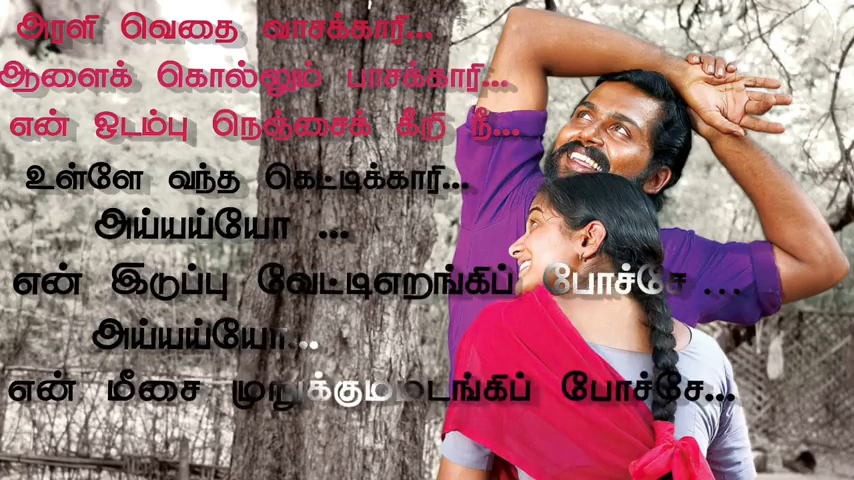 அரளி வெதை வாசக்காரி...
ஆளைக் கொல்லும் பாசக்காரி...
என் ஒடம்பு நெஞ்சைக் கீறி நீ...
உள்ளே வந்த கெட்டிக்காரி...
அய்யய்யோ ...
என் இடுப்பு வேட்டிஎறங்கிப் போச்சே ...
அய்யய்யோ...
என் மீசை முறுக்கும்மடங்கிப் போச்சே...